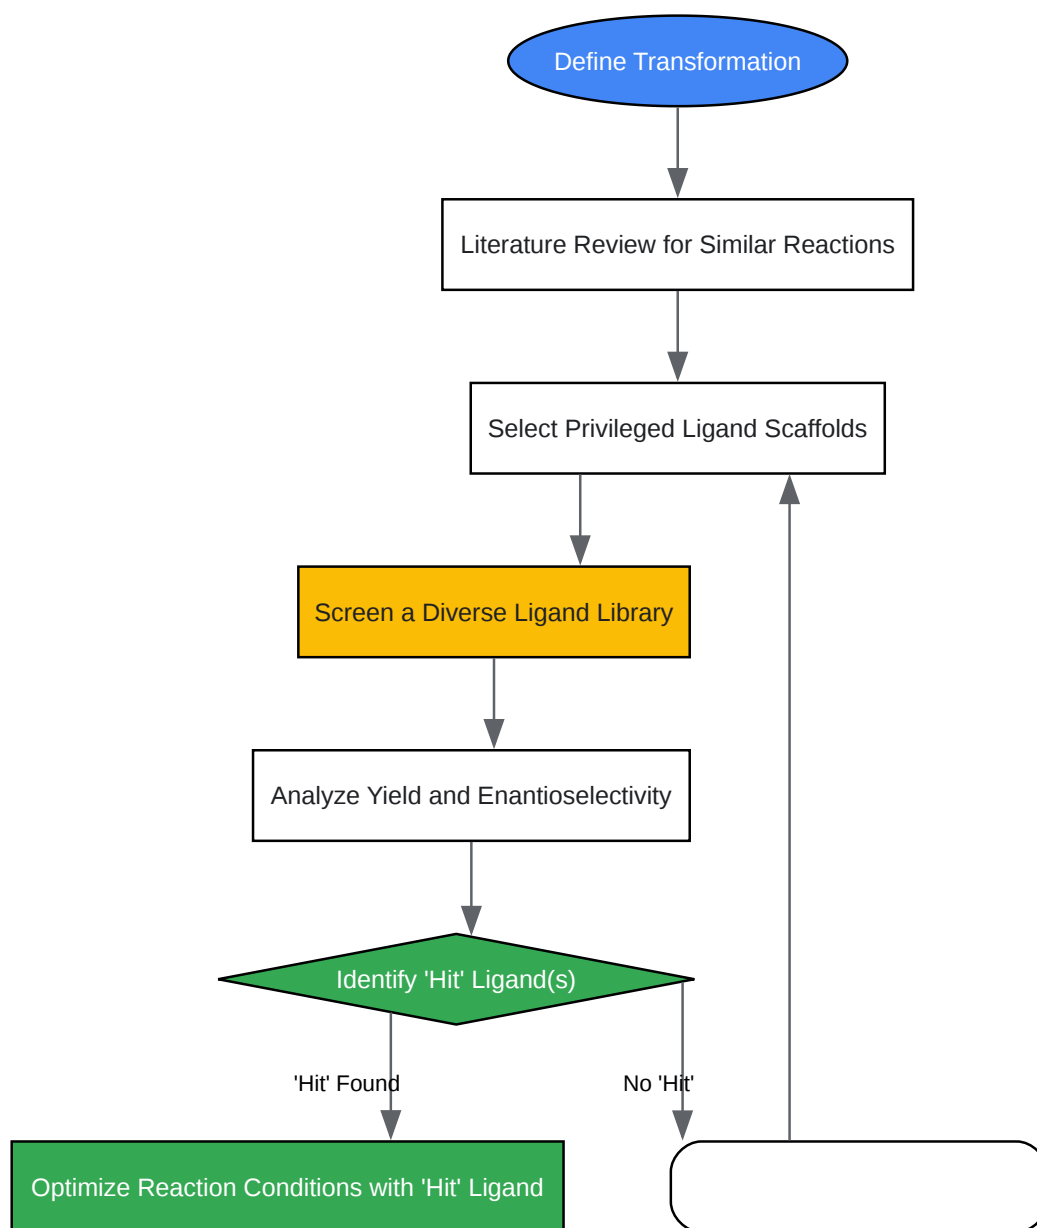 Define Transformation
Literature Review for Similar Reactions
Select Privileged Ligand Scaffolds
Screen a Diverse Ligand Library
Analyze Yield and Enantioselectivity
Identify 'Hit' Ligand(s)
'Hit' Found
No 'Hit'
Optimize Reaction Conditions with 'Hit' Ligand